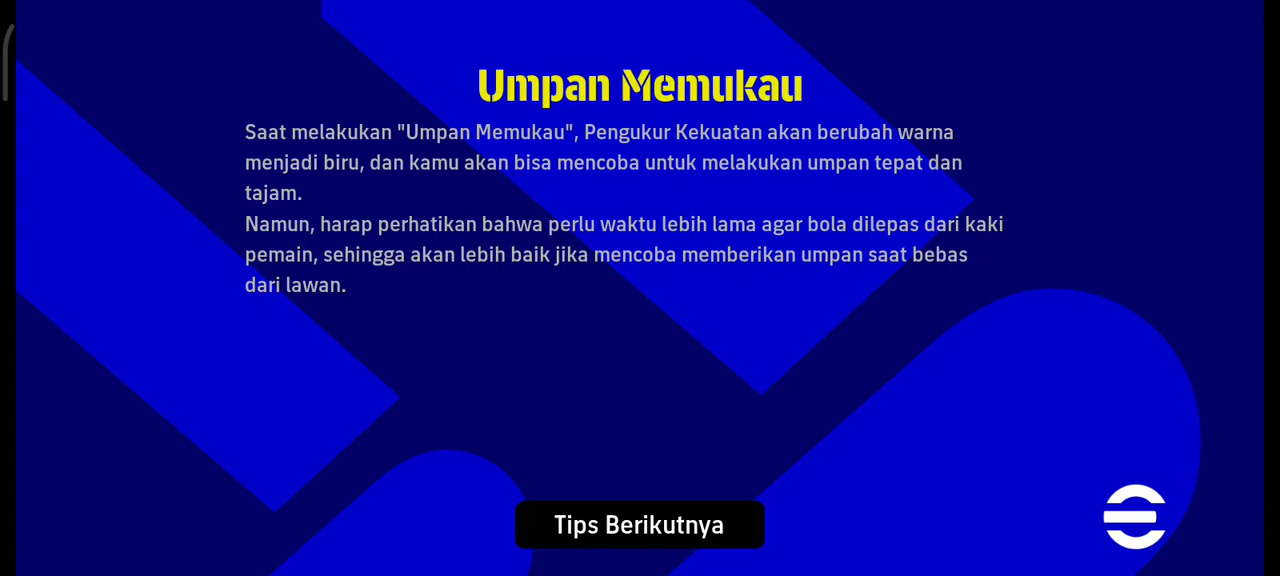 Umpan Memukau
Saat melakukan "Umpan Memukau", Pengukur Kekuatan akan berubah warna
menjadi biru, dan kamu akan bisa mencoba untuk melakukan umpan tepat dan
tajam.
Namun, harap perhatikan bahwa perlu waktu lebih lama agar bola dilepas dari kaki
pemain, sehingga akan lebih baik jika mencoba memberikan umpan saat bebas
dari lawan.
Tips Berikutnya